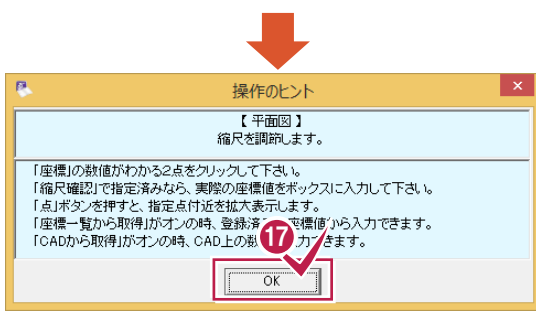 操作のヒント
【 平面図 】
縮尺を調節します。
「座標」の数値がわかる2点をクリックして下さい。
「縮尺確認」で指定済みなら、実際の座標値をボックスに入力して下さい。
「点」ボタンを押すと、指定点付近を拡大表示します。
「座標一覧から取得」がオンの時、登録済 座標値から入力できます。
「CADから取得」がオンの時、CAD上の数 力できます。
17
OK